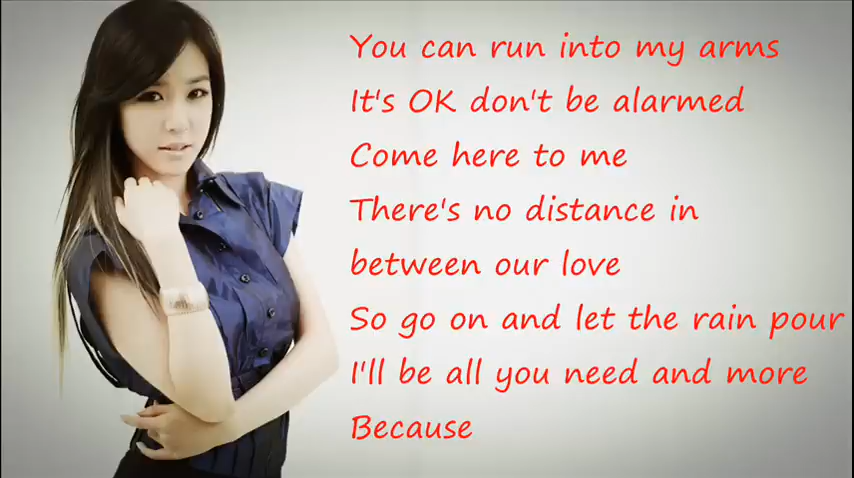 You can run into my arms
It's OK don't be alarmed
Come here to me
There's no distance in
between our love
So go on and let the rain pour
I'll be all you need and more
Because